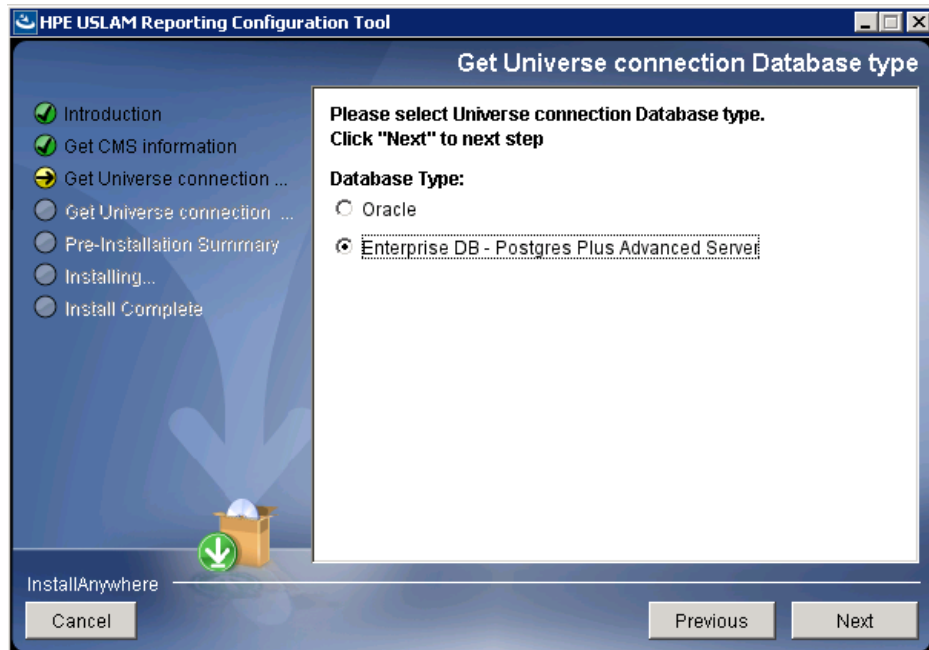 HPE USLAM Reporting Configuration Tool
Get Universe connection Database type
Introduction
Get CMS information
Get Universe connection ...
Get Universe connection ...
Pre-Installation Summary
Installing...
Install Complete
Please select Universe connection Database type.
Click "Next" to next step
Database Type:
Oracle
Enterprise DB - Postgres Plus Advanced Server
InstallAnywhere
Cancel
Previous
Next